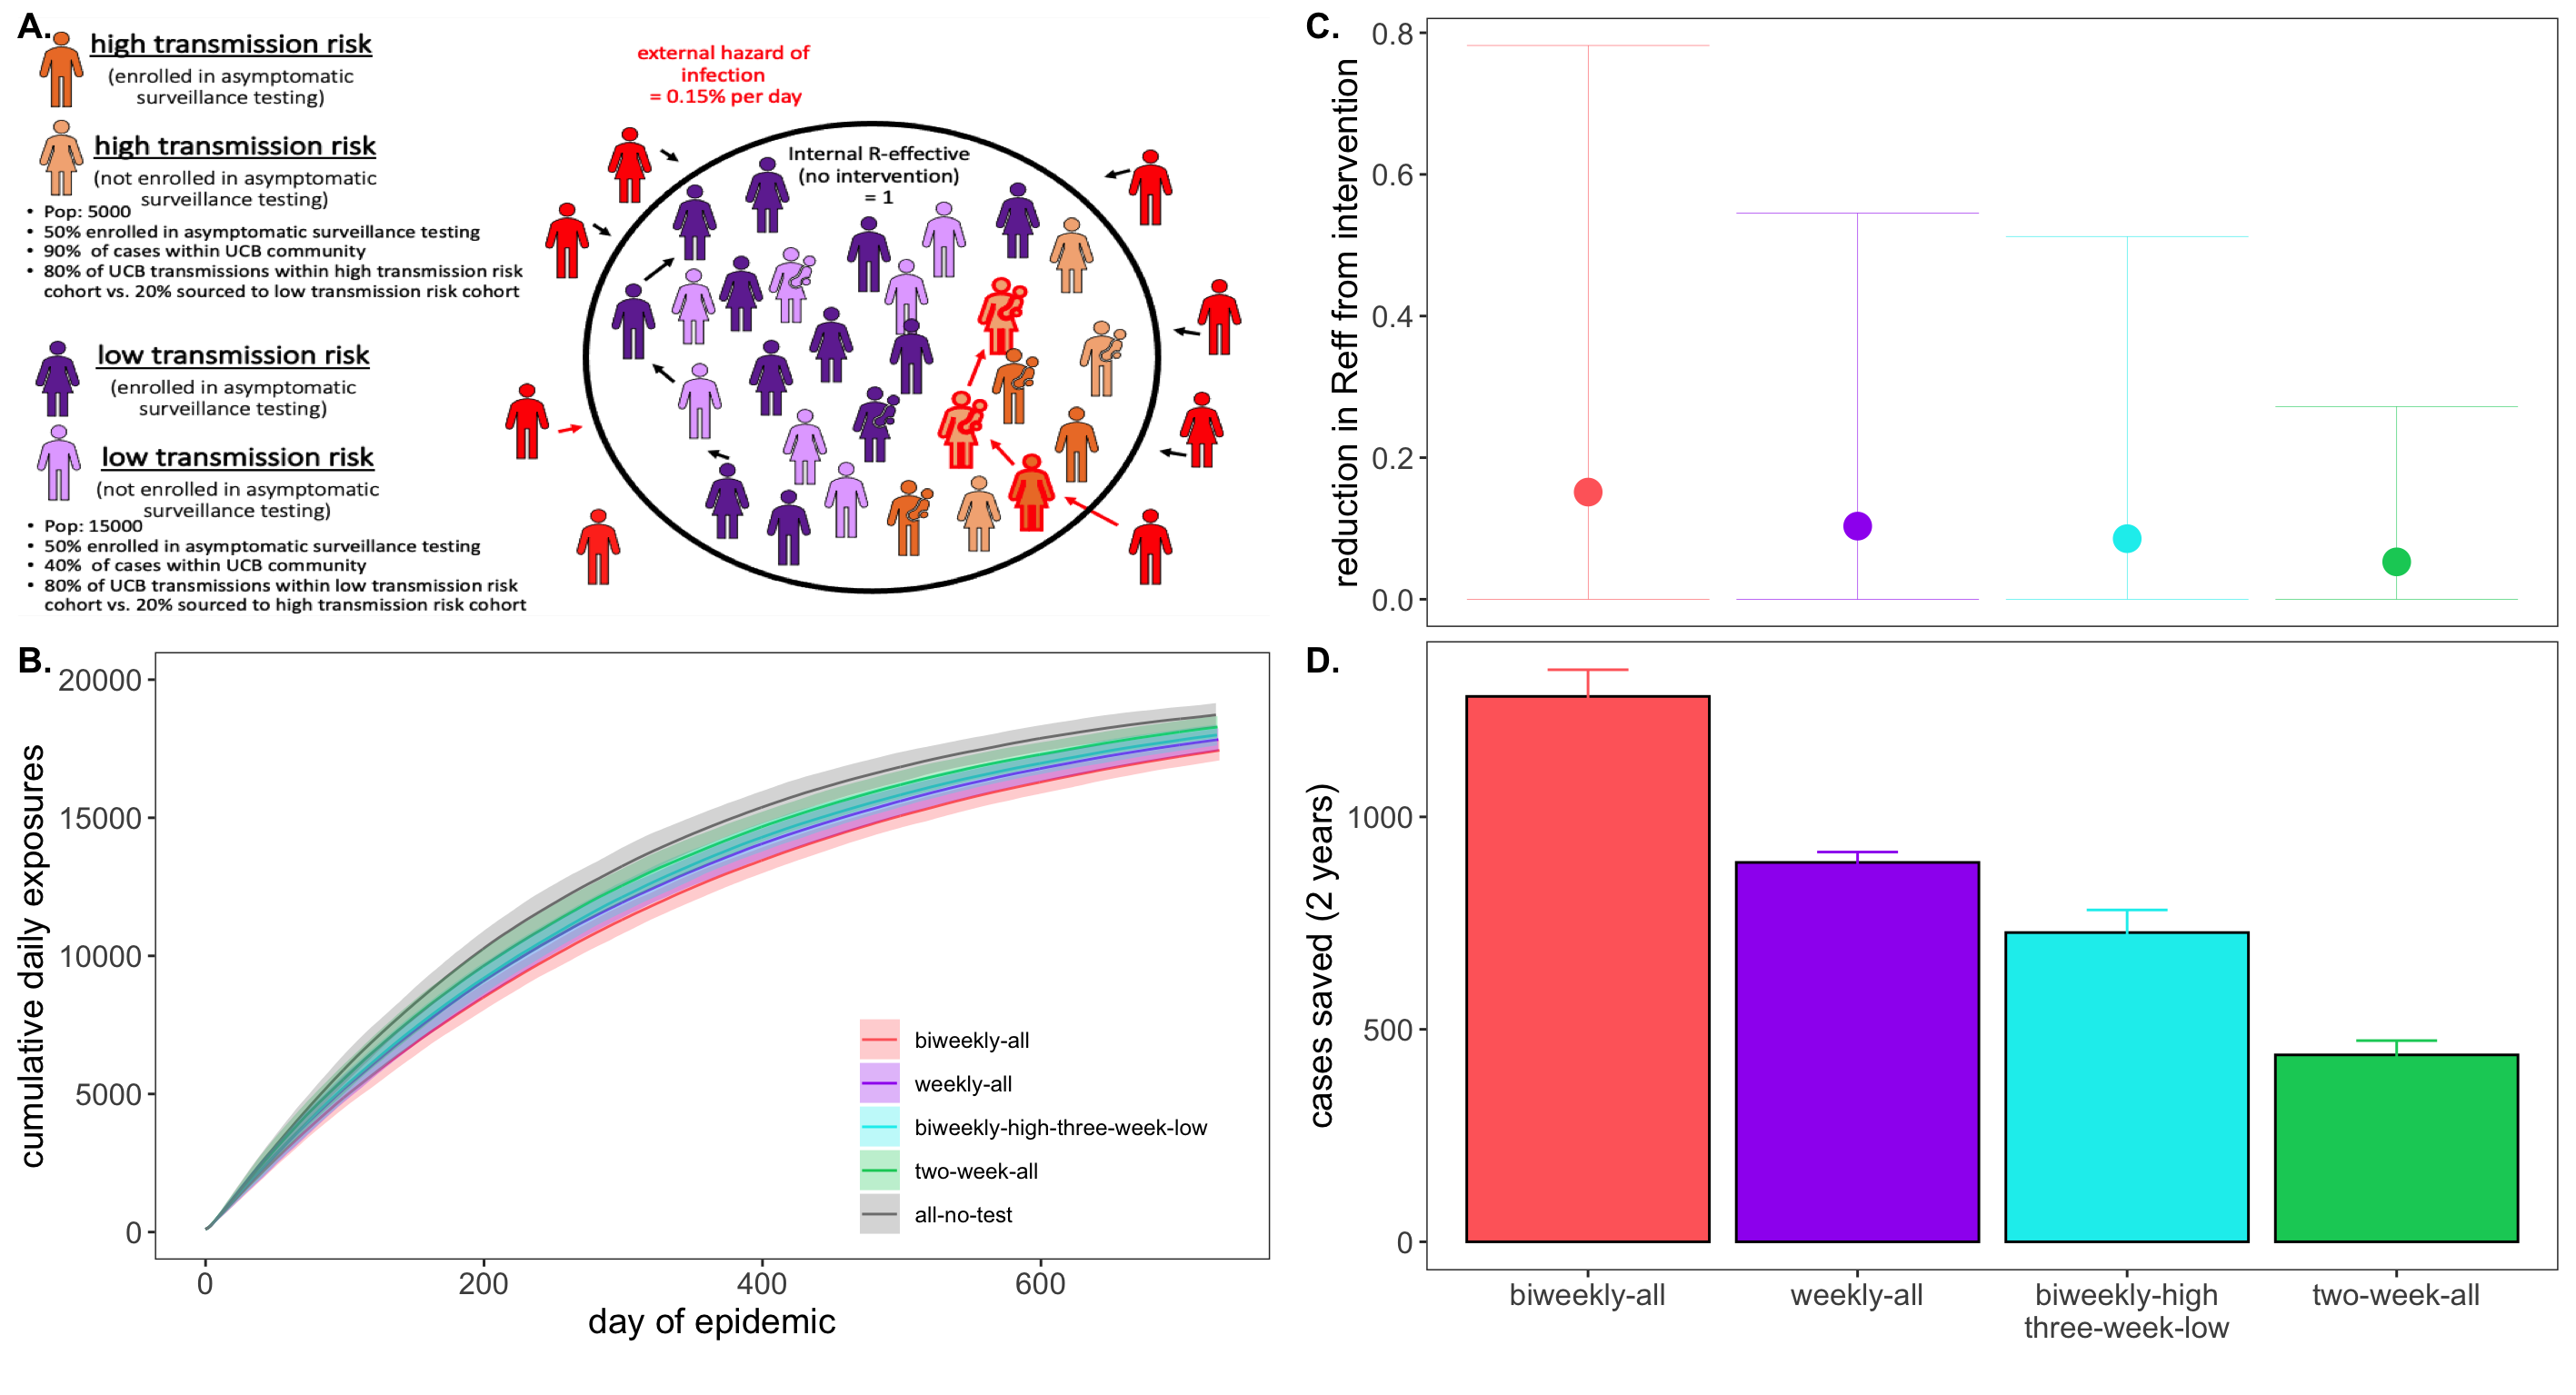 A.
high transmission risk
(enrolled in asymptomatic
surveillance testing)
high transmission risk
(not enrolled in asymptomatic
surveillance testing)
• Pop: 5000
• 50% enrolled in asymptomatic surveillance testing
• 90% of cases within UCB community
• 80% of UCB transmissions within high transmission risk
cohort vs. 20% sourced to low transmission risk cohort
low transmission risk
(enrolled in asymptomatic
surveillance testing)
low transmission risk
(not enrolled in asymptomatic
surveillance testing)
• Pop: 15000
• 50% enrolled in asymptomatic surveillance testing
• 40% of cases within UCB community
• 80% of UCB transmissions within low transmission risk
cohort vs. 20% sourced to high transmission risk cohort
external hazard of
infection
= 0.15% per day
Internal R-effective
(no intervention)
= 1
B.
cumulative daily exposures
20000
15000
10000
5000
0
0
200
400
600
day of epidemic
biweekly-all
weekly-all
biweekly-high-three-week-low
two-week-all
all-no-test
C.
reduction in Reff from intervention
0.8
0.6
0.4
0.2
0.0
D.
cases saved (2 years)
1000
500
0
biweekly-all
weekly-all
biweekly-high
three-week-low
two-week-all